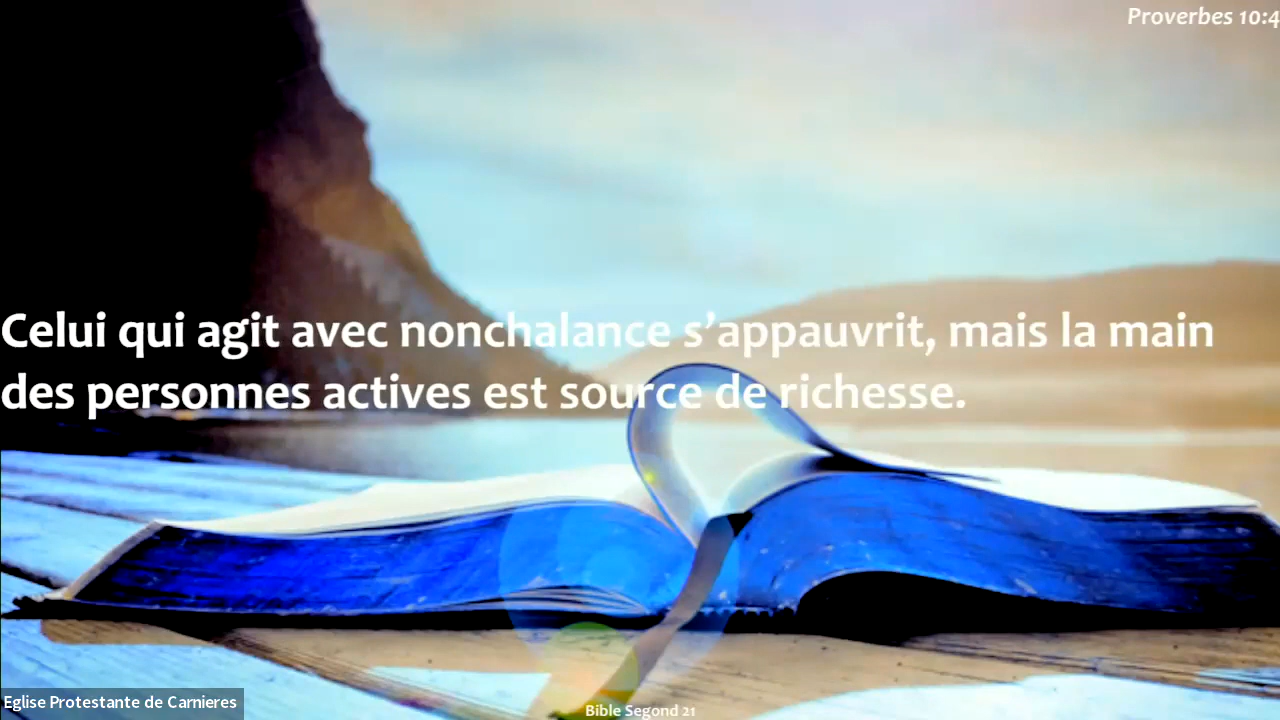 Proverbes 10:4
Celui qui agit avec nonchalance s’appauvrit, mais la main
des personnes actives est source de richesse.
Eglise Protestante de Carnieres
Bible Segond 21